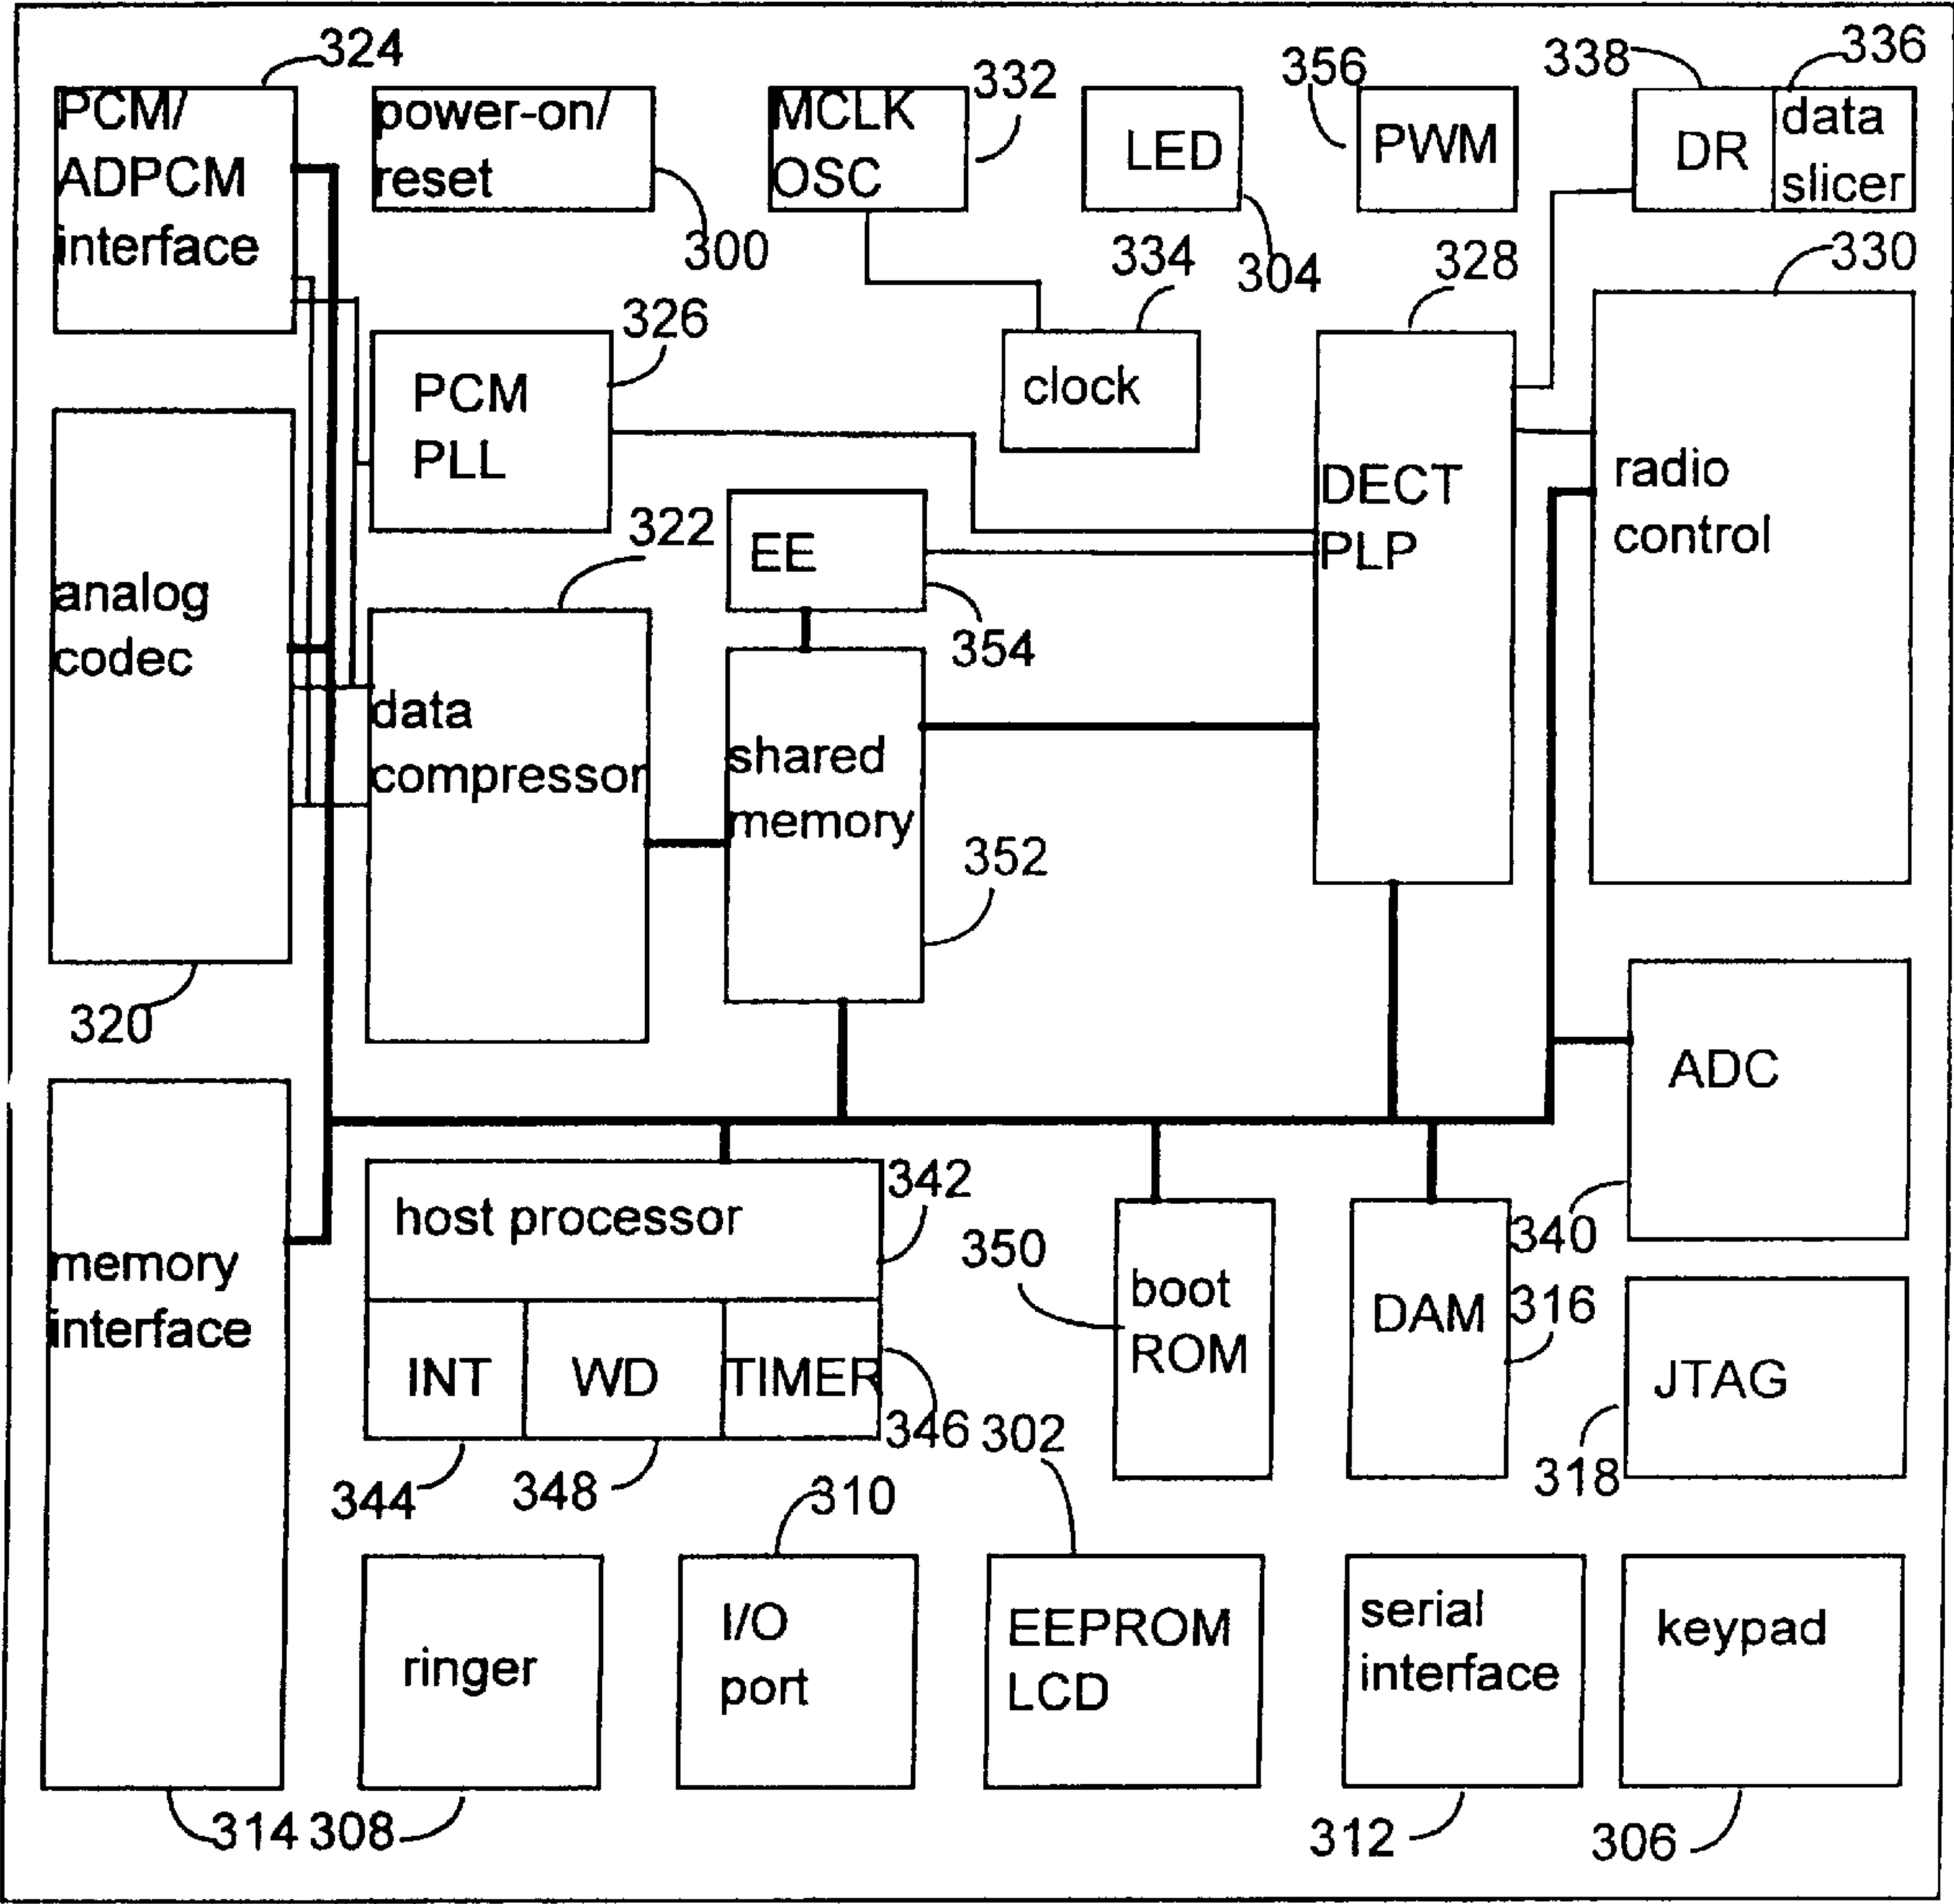 324
332
356
338
336
PCM/
ADPCM
interface
power-on/
reset
300
MCLK
OSC
LED
304
PWM
DR
data
slicer
334
328
330
326
PCM
PLL
clock
DECT
PLP
radio
control
322
EE
354
analog
codec
data
compressor
shared
memory
352
320
ADC
340
memory
interface
host processor
342
INT
WD
TIMER
346
344
348
350
boot
ROM
DAM
316
JTAG
318
302
310
ringer
I/O
port
EEPROM
LCD
serial
interface
keypad
314
308
312
306